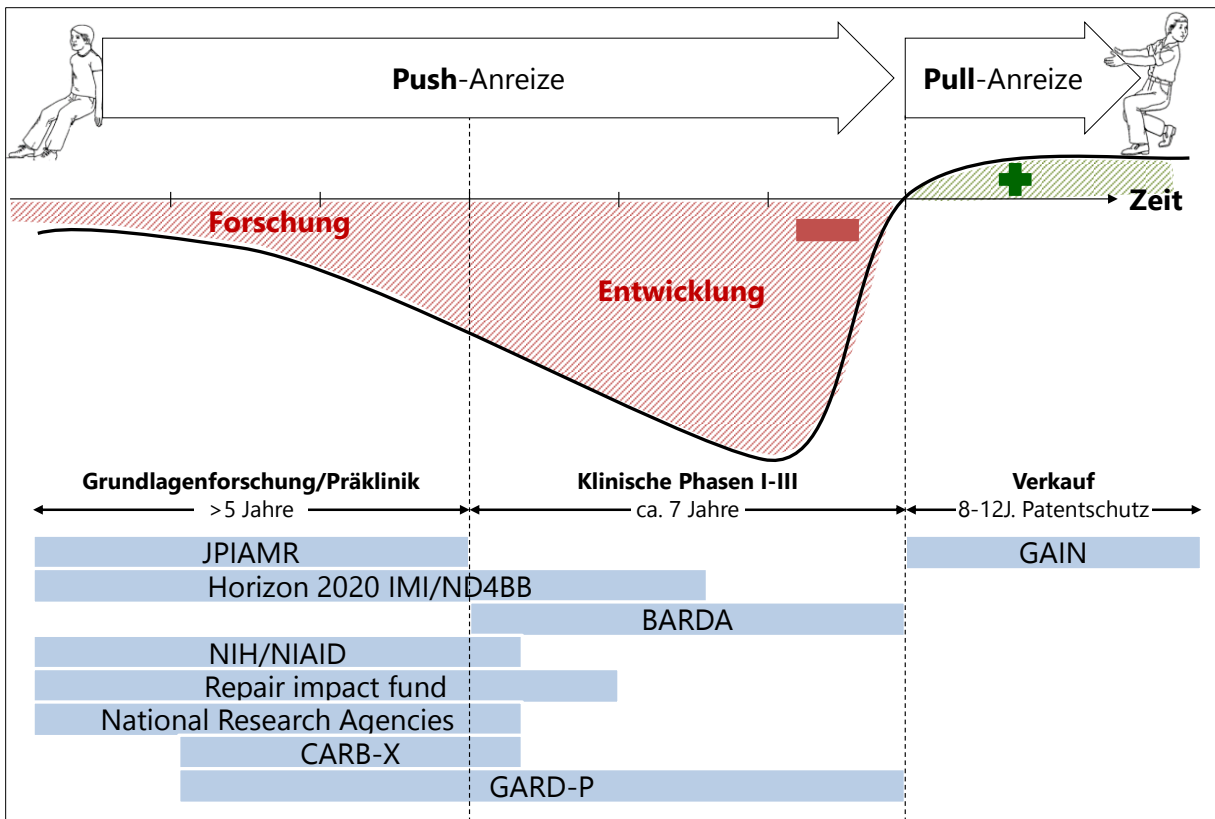 Push-Anreize
Pull-Anreize
Zeit
Forschung
Entwicklung
Grundlagenforschung/Präklinik
>5 Jahre
Klinische Phasen I-III
ca. 7 Jahre
Verkauf
8-12J. Patentschutz
JPIAMR
GAIN
Horizon 2020 IMI/ND4BB
BARDA
NIH/NIAID
Repair impact fund
National Research Agencies
CARB-X
GARD-P